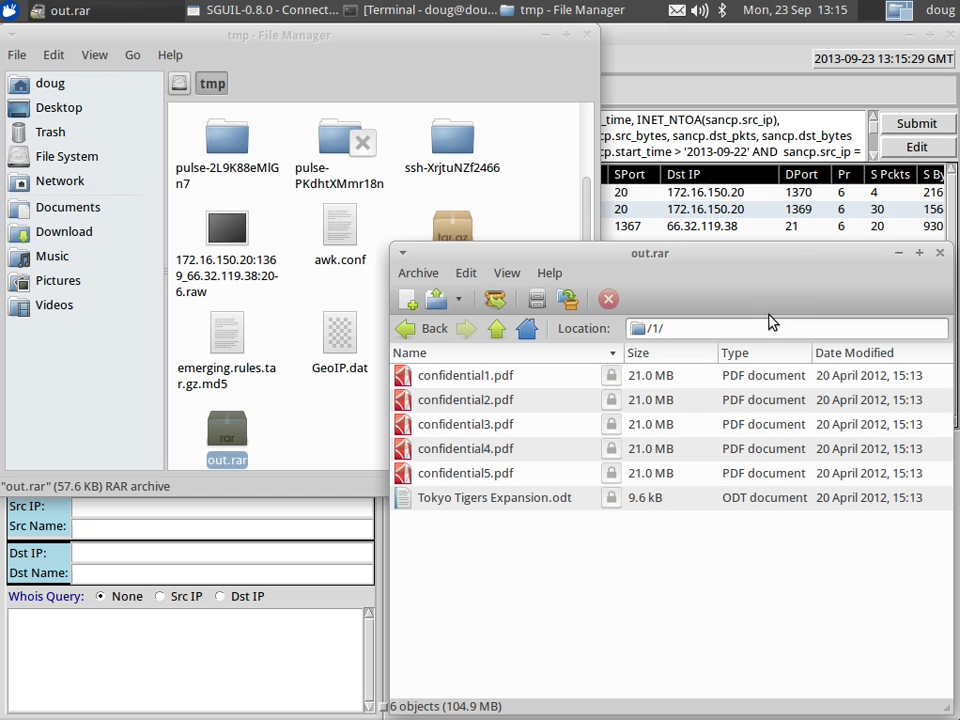 out.rar
SGUIL-0.8.0 - Connect...
[Terminal - doug@dou...
tmp - File Manager
Mon, 23 Sep 13:15
doug
tmp - File Manager
File Edit View Go Help
2013-09-23 13:15:29 GMT
doug
Desktop
Trash
File System
Network
Documents
Download
Music
Pictures
Videos
tmp
pulse-2L9K88eMlG
n7
pulse-
PKdhtXMmr18n
ssh-XrjtuNZf2466
172.16.150.20:136
9_66.32.119.38:20-
6.raw
awk.conf
tar.gz
emerging.rules.ta
r.gz.md5
GeoIP.dat
rar
out.rar
"out.rar" (57.6 KB) RAR archive
_time, INET_NTOA(sancp.src_ip),
cp.src_bytes, sancp.dst_pkts, sancp.dst_bytes
cp.start_time > '2013-09-22' AND sancp.src_ip =
Submit
Edit
SPort Dst IP DPort Pr S Pckts S By
20 172.16.150.20 1370 6 4 216
20 172.16.150.20 1369 6 30 156
1367 66.32.119.38 21 6 20 930
out.rar
Archive Edit View Help
Back Location: /1/
Name Size Type Date Modified
confidential1.pdf 21.0 MB PDF document 20 April 2012, 15:13
confidential2.pdf 21.0 MB PDF document 20 April 2012, 15:13
confidential3.pdf 21.0 MB PDF document 20 April 2012, 15:13
confidential4.pdf 21.0 MB PDF document 20 April 2012, 15:13
confidential5.pdf 21.0 MB PDF document 20 April 2012, 15:13
Tokyo Tigers Expansion.odt 9.6 kB ODT document 20 April 2012, 15:13
6 objects (104.9 MB)
Src IP:
Src Name:
Dst IP:
Dst Name:
Whois Query: None Src IP Dst IP